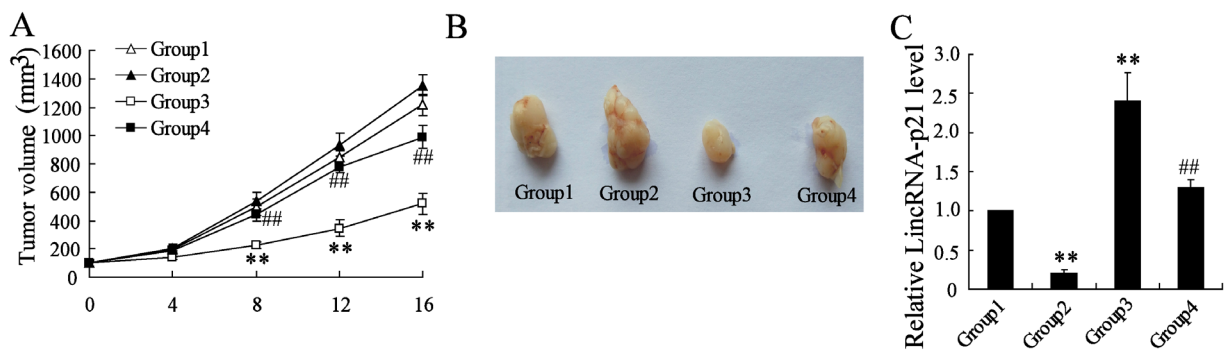 A
Tumor volume (mm3)
1600
1400
1200
1000
800
600
400
200
0
0 4 8 12 16
Group1
Group2
Group3
Group4
##
##
##
**
**
**
B
Group1 Group2 Group3 Group4
C
Relative LincRNA-p21 level
3.0
2.5
2.0
1.5
1.0
0.5
0
**
**
##
Group1 Group2 Group3 Group4